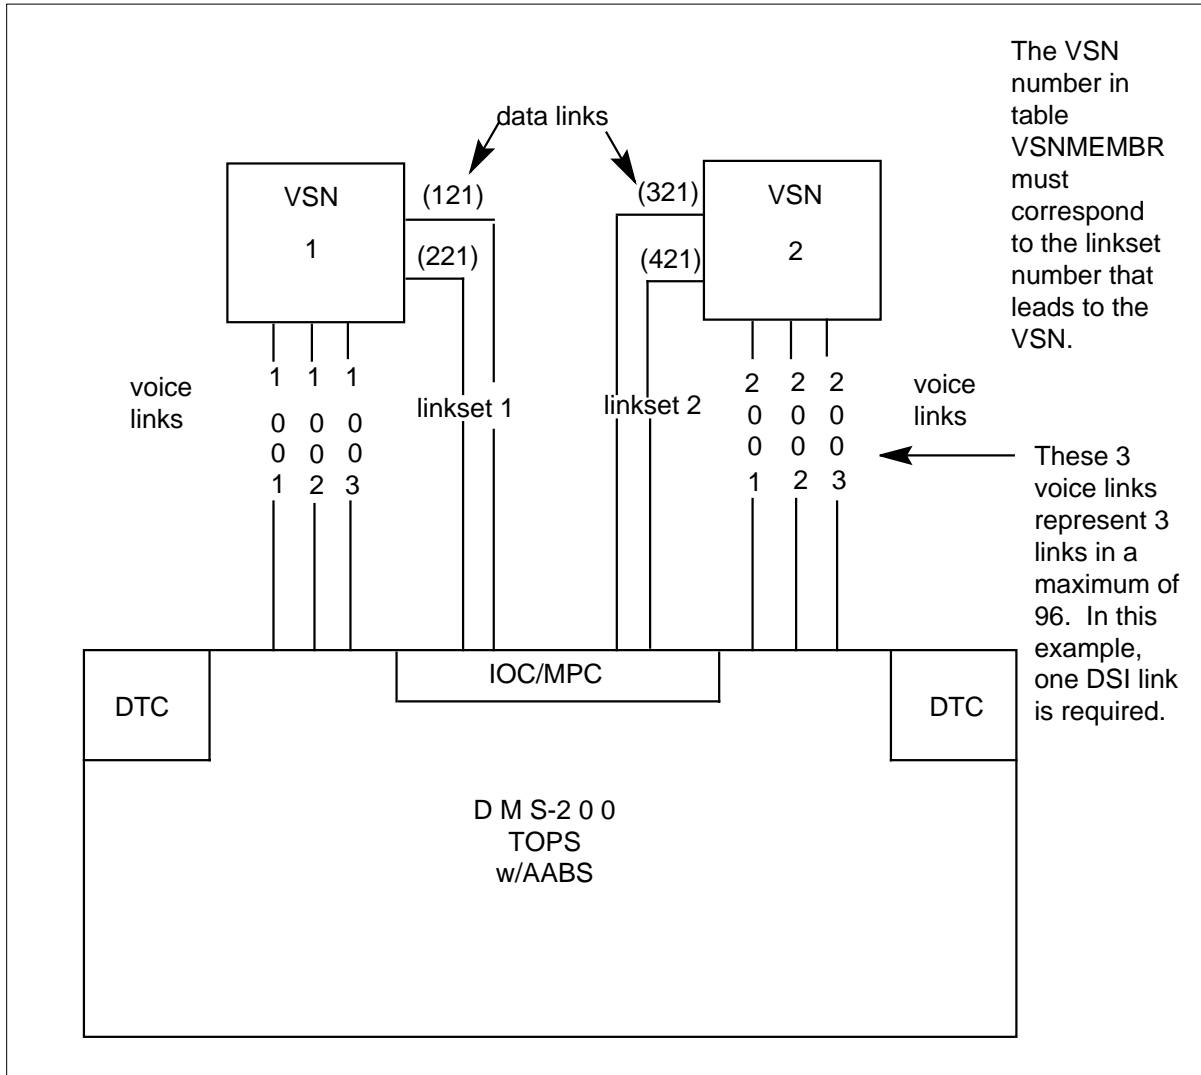 The VSN
number in
table
VSNMEMBR
must
correspond
to the linkset
number that
leads to the
VSN.
data links
VSN
1
(121)
(221)
(321)
(421)
VSN
2
voice
links
1 1 1
0 0 0
0 0 0
1 2 3
linkset 1
linkset 2
2 2 2
0 0 0
0 0 0
1 2 3
voice
links
These 3
voice links
represent 3
links in a
maximum of
96. In this
example,
one DSI link
is required.
DTC
IOC/MPC
DTC
D M S-2 0 0
TOPS
w/AABS